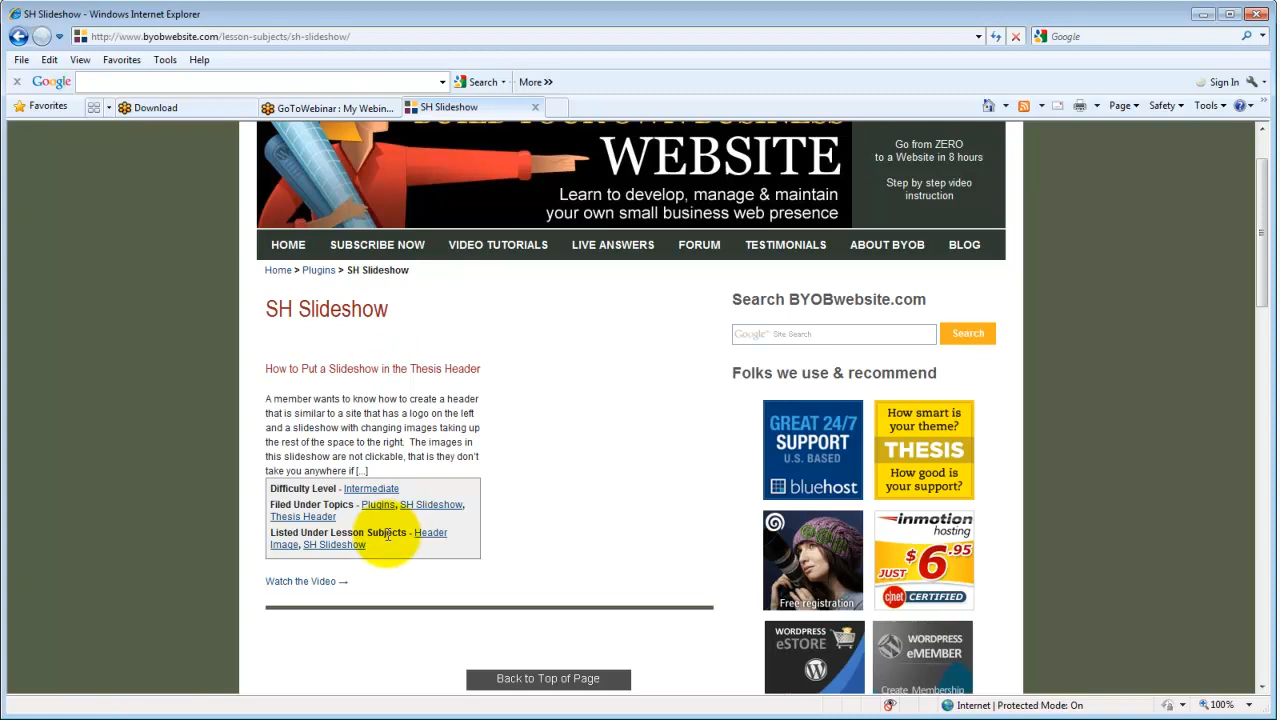 SH Slideshow - Windows Internet Explorer
http://www.byobwebsite.com/lesson-subjects/sh-slideshow/
Google
File Edit View Favorites Tools Help
x Google Search More » Sign In
Favorites Download GoToWebinar : My Webin... SH Slideshow x Page Safety Tools
BUILD YOUR OWN BUSINESS
WEBSITE
Learn to develop, manage & maintain
your own small business web presence
Go from ZERO
to a Website in 8 hours
Step by step video
instruction
HOME SUBSCRIBE NOW VIDEO TUTORIALS LIVE ANSWERS FORUM TESTIMONIALS ABOUT BYOB BLOG
Home > Plugins > SH Slideshow
SH Slideshow
How to Put a Slideshow in the Thesis Header
A member wants to know how to create a header
that is similar to a site that has a logo on the left
and a slideshow with changing images taking up
the rest of the space to the right. The images in
this slideshow are not clickable, that is they don't
take you anywhere if [...]
Difficulty Level - Intermediate
Filed Under Topics - Plugins, SH Slideshow,
Thesis Header
Listed Under Lesson Subjects - Header
Image, SH Slideshow
Watch the Video →
Back to Top of Page
Search BYOBwebsite.com
Google™ Site Search
Search
Folks we use & recommend
GREAT 24/7
SUPPORT
U.S. BASED
bluehost
How smart is
your theme?
THESIS
How good is
your support?
Free registration
inmotion
hosting
JUST $6.95
c|net CERTIFIED
WORDPRESS
eSTORE
WORDPRESS
eMEMBER
Create Membership
Internet | Protected Mode: On
100%